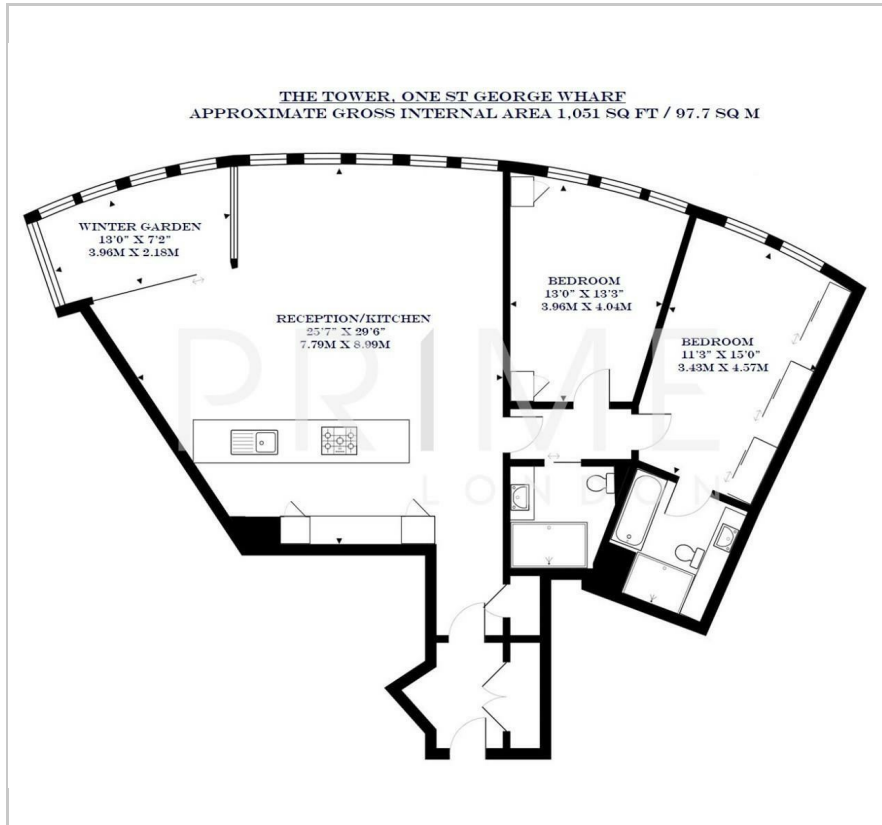 THE TOWER, ONE ST GEORGE WHARF
APPROXIMATE GROSS INTERNAL AREA 1,051 SQ FT / 97.7 SQ M
WINTER GARDEN
13'0" X 7'2"
3.96M X 2.18M
BEDROOM
13'0" X 13'3"
3.96M X 4.04M
RECEPTION/KITCHEN
25'7" X 29'6"
7.79M X 8.99M
BEDROOM
11'3" X 15'0"
3.43M X 4.57M
PRIME
LONDON